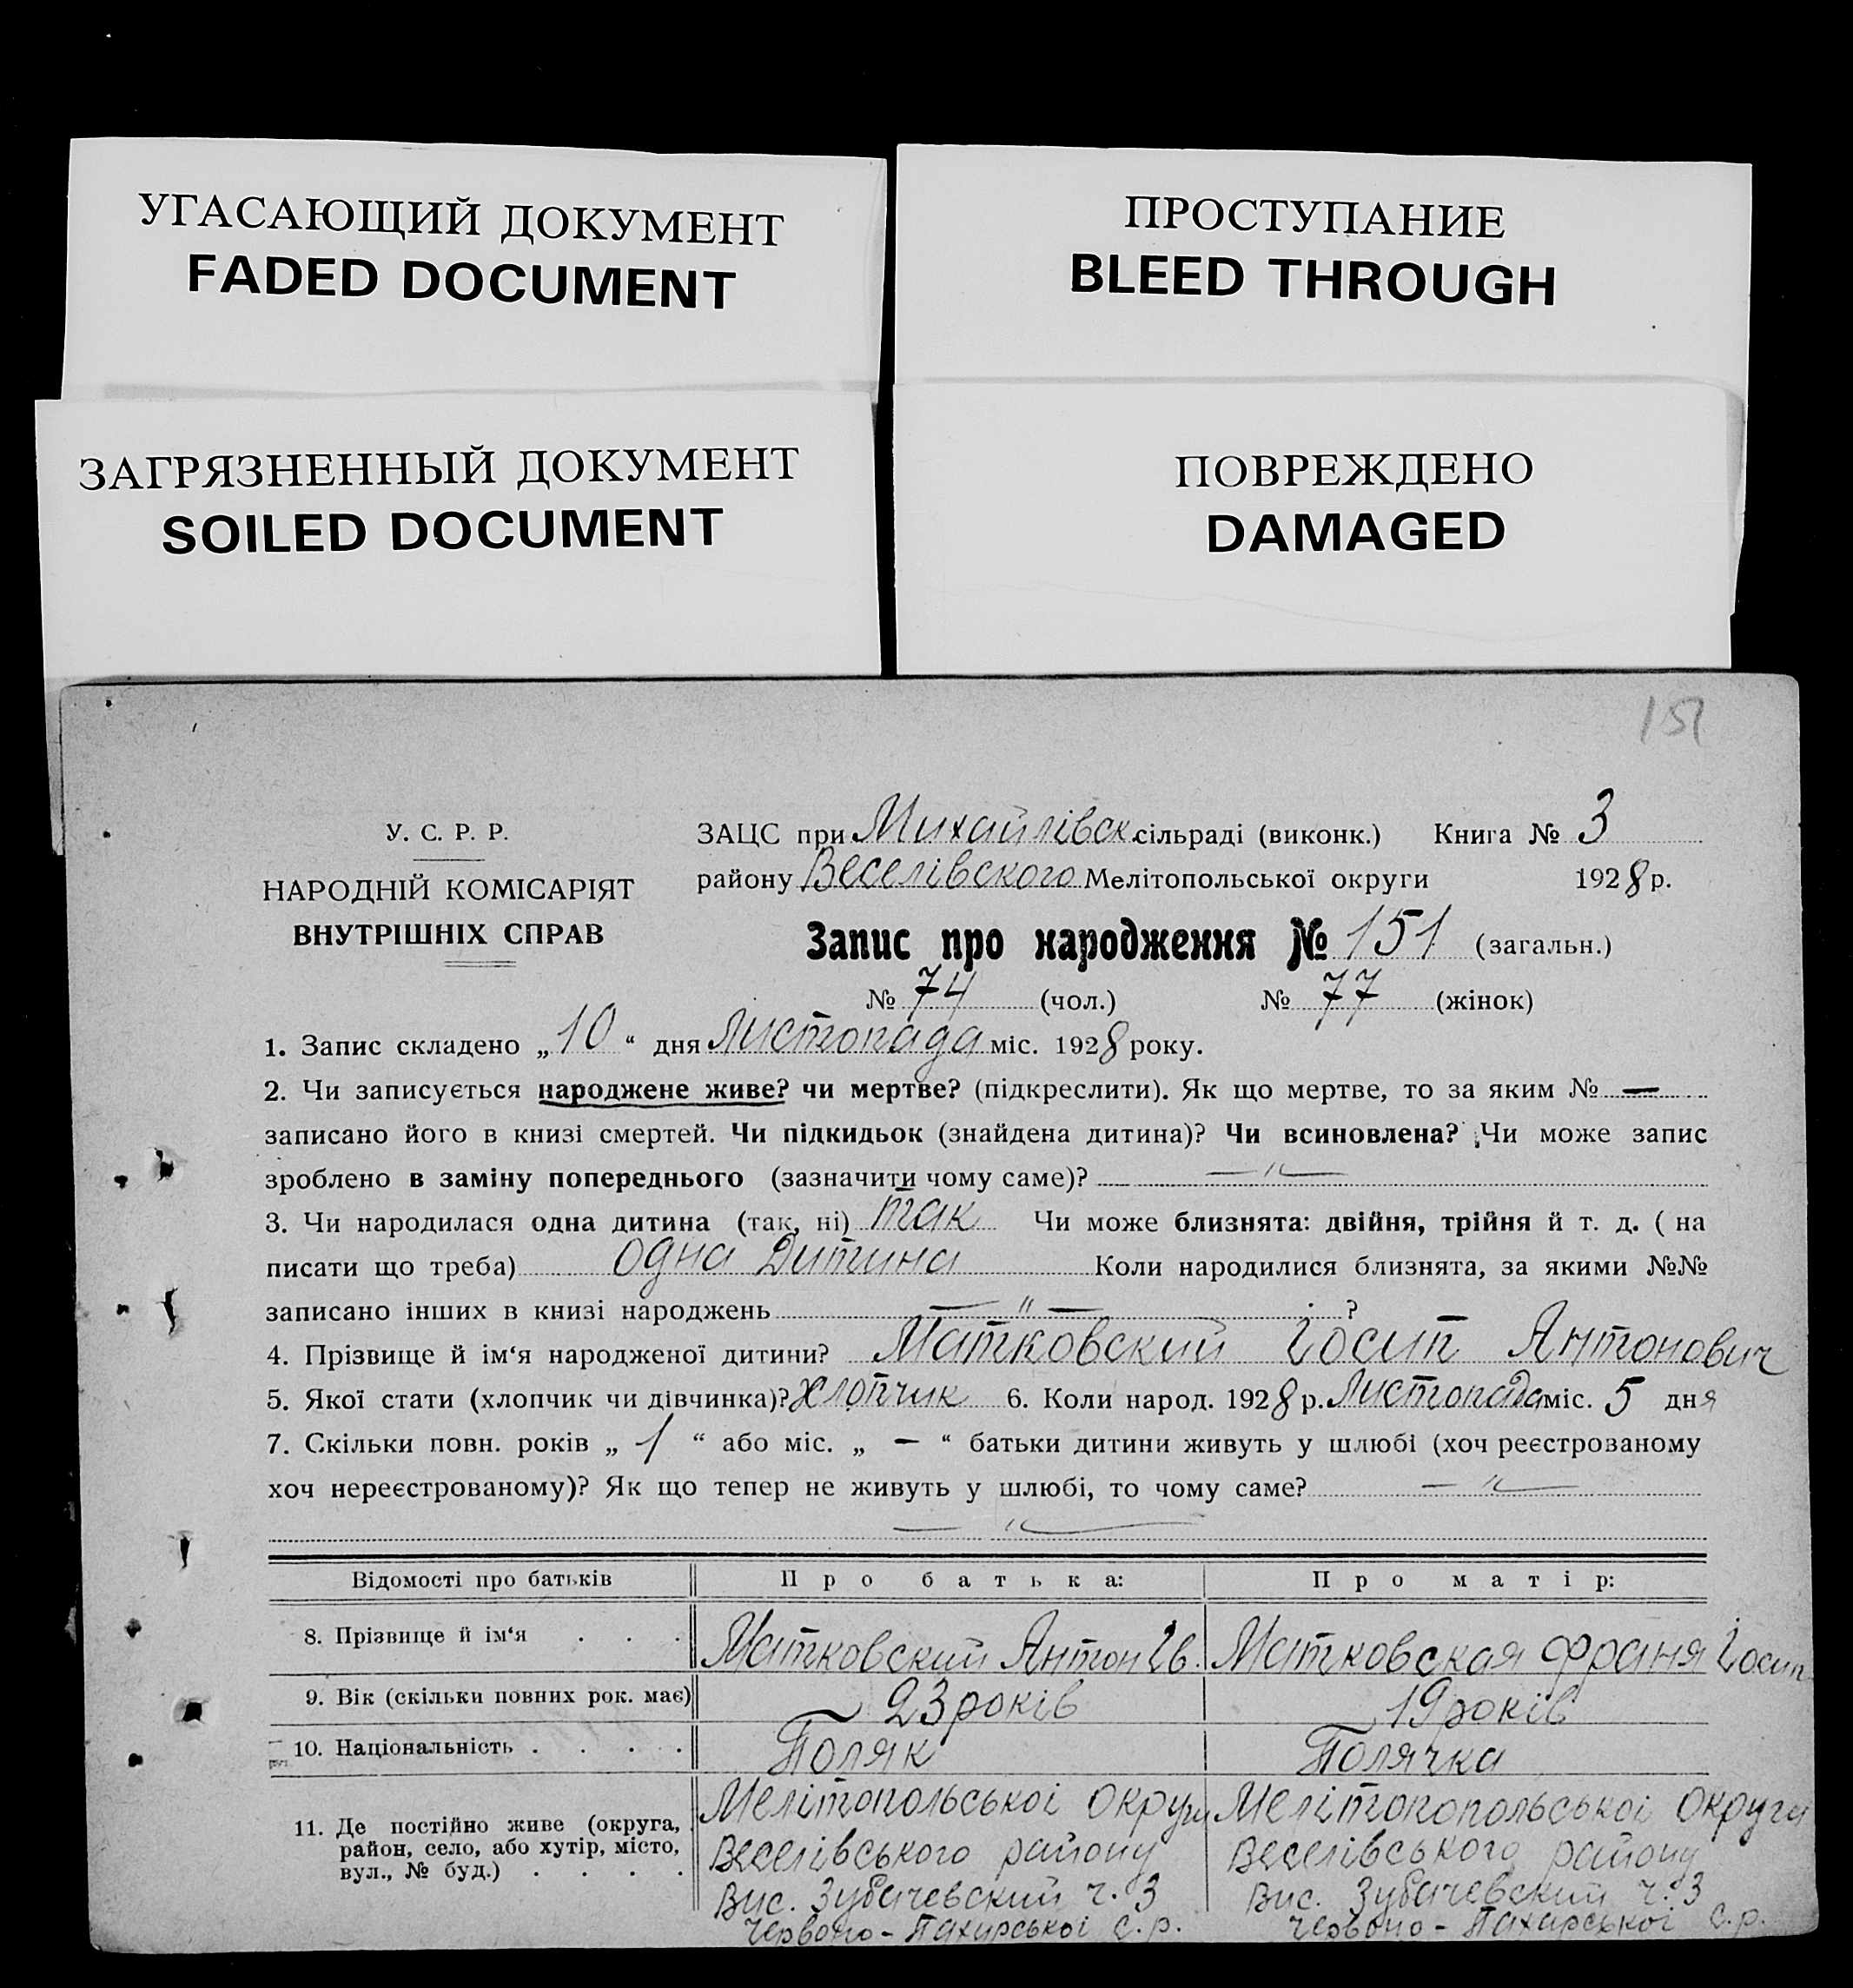 УГАСАЮЩИЙ ДОКУМЕНТ
FADED DOCUMENT
ПРОСТУПАНИЕ
BLEED THROUGH
ЗАГРЯЗНЕННЫЙ ДОКУМЕНТ
SOILED DOCUMENT
ПОВРЕЖДЕНО
DAMAGED
151
У. С. Р. Р.
НАРОДНІЙ КОМІСАРІЯТ
ВНУТРІШНІХ СПРАВ
ЗАЦС при Михайлівск. сільраді (виконк.) Книга № 3
району Веселівского Мелітопольської округи 1928 р.
Запис про народження № 151 (загальн.)
№ 74 (чол.) № 77 (жінок)
1. Запис складено „10“ дня Листопада міс. 1928 року.
2. Чи записується народжене живе? чи мертве? (підкреслити). Як що мертве, то за яким № —
записано його в книзі смертей. Чи підкидьок (знайдена дитина)? Чи всиновлена? Чи може запис
зроблено в заміну попереднього (зазначити чому саме)? — " —
3. Чи народилася одна дитина (так, ні) так Чи може близнята: двійня, трійня й т. д. ( на
писати що треба) одна Дитина Коли народилися близнята, за якими №№
записано інших в книзі народжень — " — ?
4. Прізвище й ім‘я народженої дитини? Матковский Іосип Антонович
5. Якої стати (хлопчик чи дівчинка)? Хлопчик 6. Коли народ. 1928 р. Листопада міс. 5 дня
7. Скільки повн. років „ 1 “ або міс. „ — “ батьки дитини живуть у шлюбі (хоч реєстрованому
хоч нереєстрованому)? Як що тепер не живуть у шлюбі, то чому саме? — " —
— " —
Відомості про батьків Про батька: Про матір:
8. Прізвище й ім‘я . . . Матковский Антон Ів. Матковская Франя Іосип
9. Вік (скільки повних рок. має) 23 років 19 років
10. Національність . . . . Поляк Полячка
11. Де постійно живе (округа,
район, село, або хутір, місто,
вул., № буд.) . . . .
Мелітопольської Округи
Веселівського району
Вис. Зубачевский ч. 3
Червоно-Пахарської с.р.
Мелітопопольської Округи
Веселівського району
Вис. Зубачевский ч. 3
Червоно-Пахарської с.р.